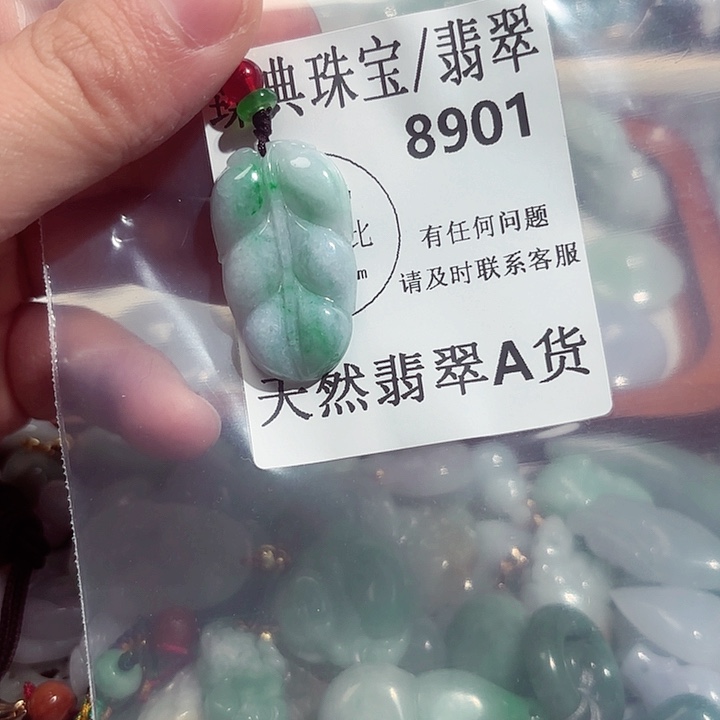 典珠宝/翡翠
8901
比
m
有任何问题
请及时联系客服
天然翡翠A货